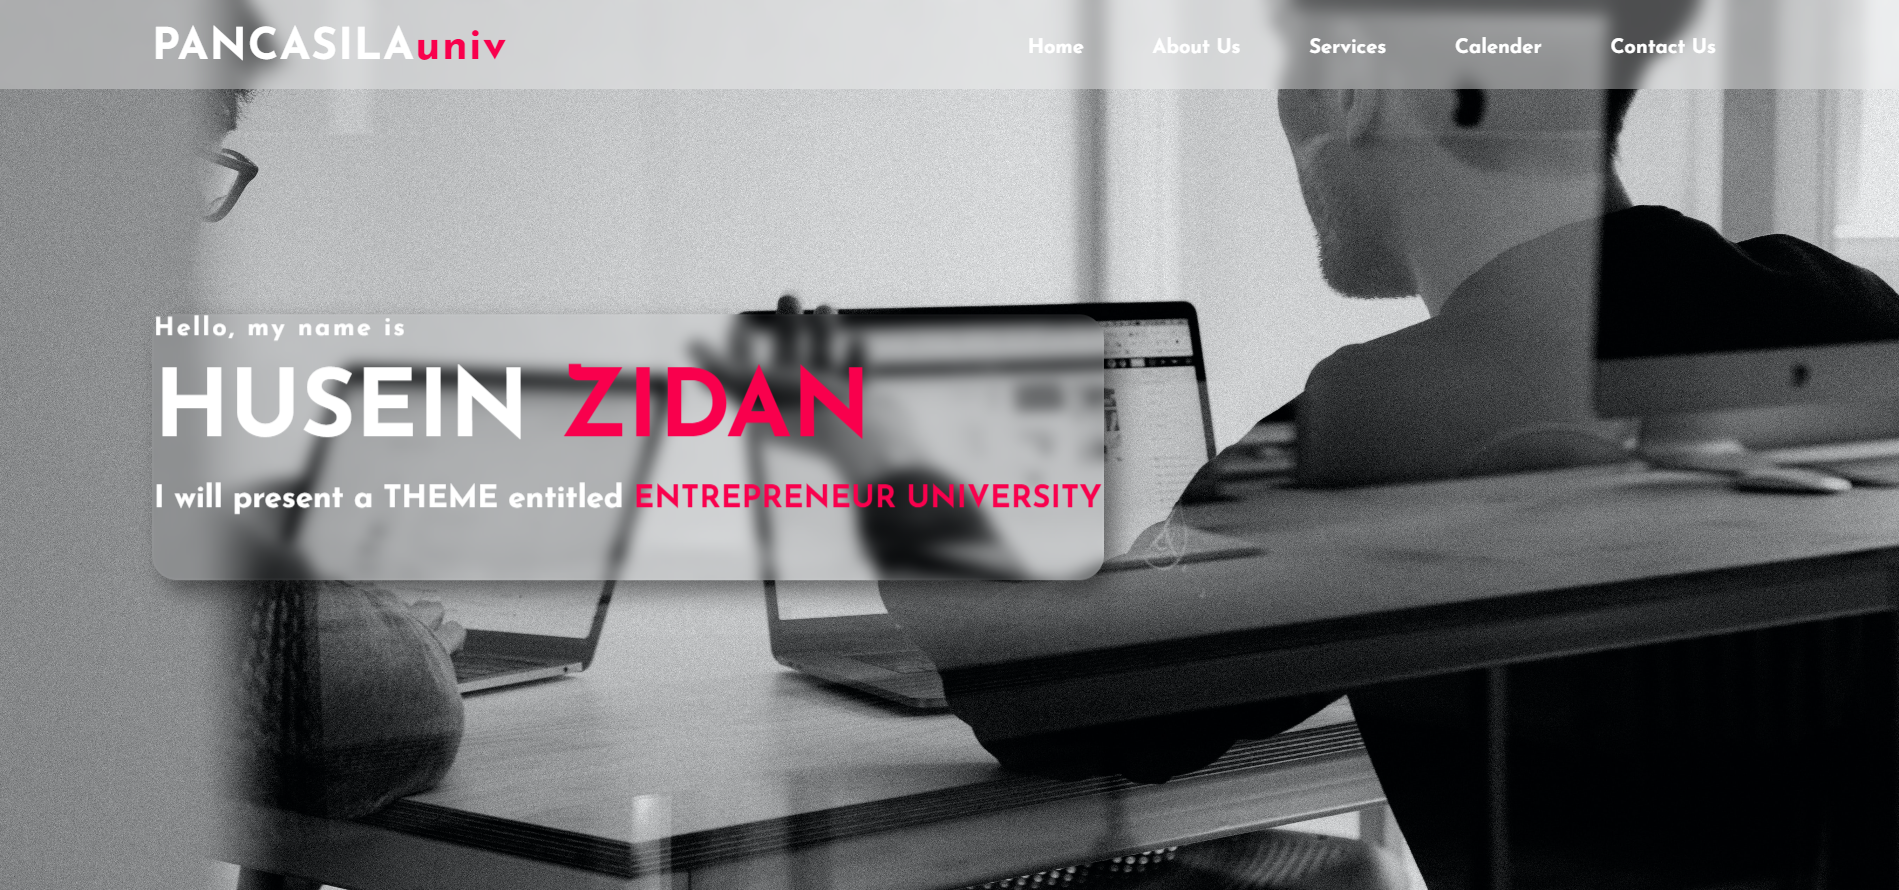 PANCASILAuniv
Home About Us Services Calender Contact Us
Hello, my name is
HUSEIN ZIDAN
I will present a THEME entitled ENTREPRENEUR UNIVERSITY